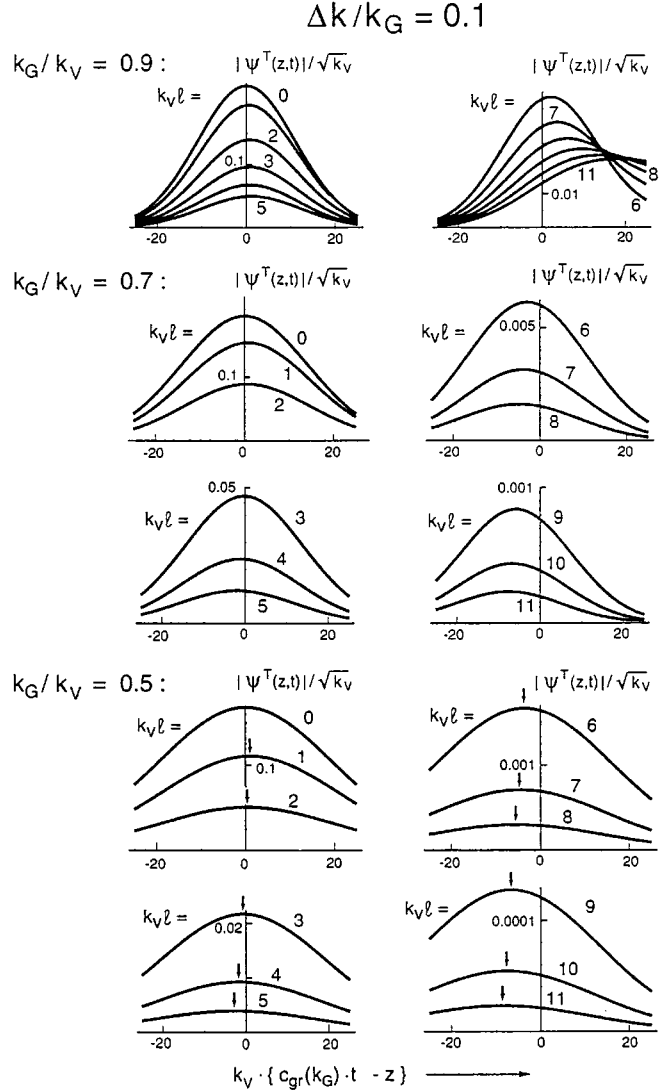 Δk/k_G = 0.1
k_G/k_V = 0.9 :
|ψ^T(z,t)|/√k_V
k_Vℓ =
0
2
3
5
0.1
-20 0 20
|ψ^T(z,t)|/√k_V
k_Vℓ =
7
11
8
6
0.01
-20 0 20
k_G/k_V = 0.7 :
|ψ^T(z,t)|/√k_V
k_Vℓ =
0
1
2
0.1
-20 0 20
|ψ^T(z,t)|/√k_V
6
7
8
0.005
-20 0 20
0.05
k_Vℓ =
3
4
5
-20 0 20
0.001
k_Vℓ =
9
10
11
-20 0 20
k_G/k_V = 0.5 :
|ψ^T(z,t)|/√k_V
k_Vℓ =
0
1
2
0.1
-20 0 20
|ψ^T(z,t)|/√k_V
k_Vℓ =
6
7
8
0.001
-20 0 20
k_Vℓ =
3
4
5
0.02
-20 0 20
k_Vℓ =
9
10
11
0.0001
-20 0 20
k_V · { c_gr(k_G) · t - z }